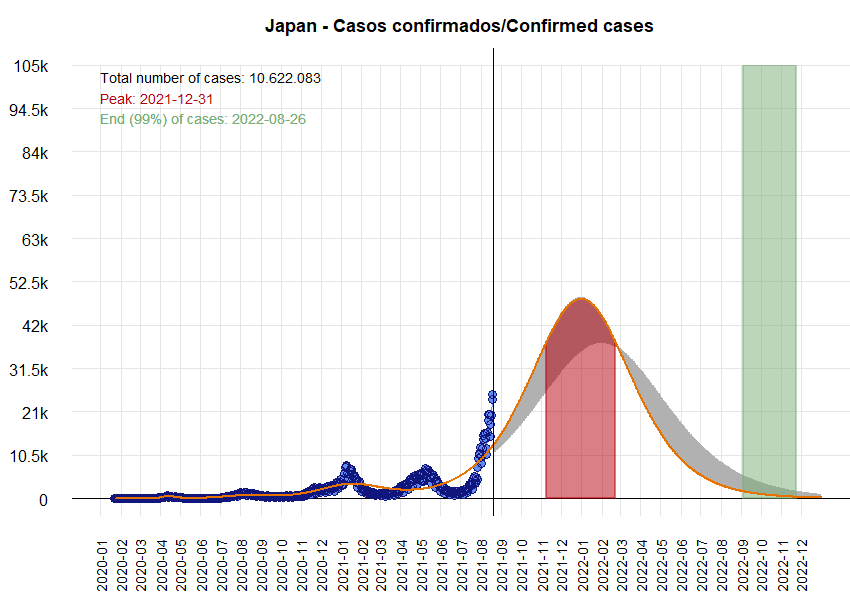 Japan - Casos confirmados/Confirmed cases
105k
94.5k
84k
73.5k
63k
52.5k
42k
31.5k
21k
10.5k
0
Total number of cases: 10.622.083
Peak: 2021-12-31
End (99%) of cases: 2022-08-26
2020-01
2020-02
2020-03
2020-04
2020-05
2020-06
2020-07
2020-08
2020-09
2020-10
2020-11
2020-12
2021-01
2021-02
2021-03
2021-04
2021-05
2021-06
2021-07
2021-08
2021-09
2021-10
2021-11
2021-12
2022-01
2022-02
2022-03
2022-04
2022-05
2022-06
2022-07
2022-08
2022-09
2022-10
2022-11
2022-12